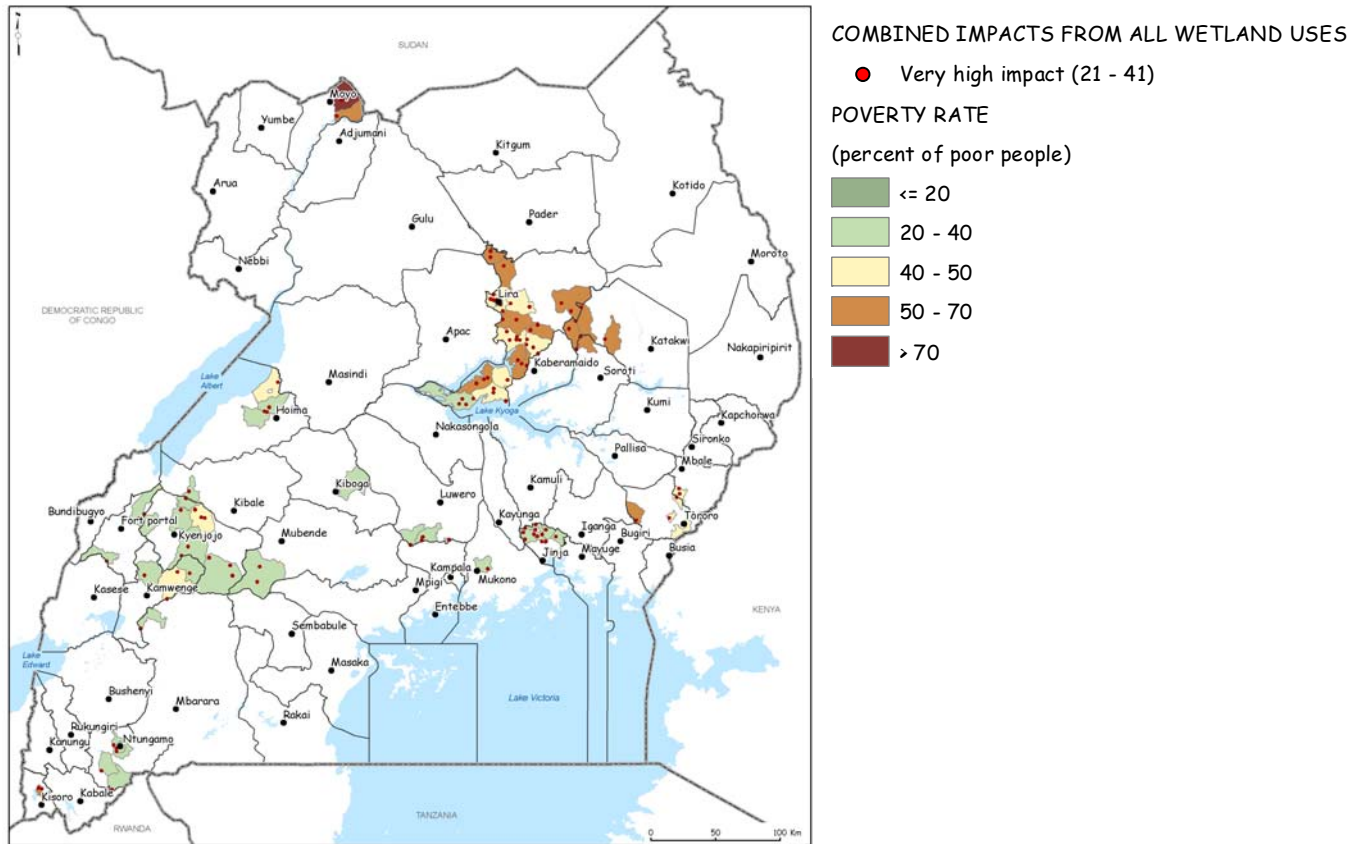 SUDAN
Moyo
Yumbe
Adjumani
Kitgum
Arua
Kotido
Gulu
Pader
Nebbi
Moroto
DEMOCRATIC REPUBLIC
OF CONGO
Lira
Apac
Katakwi
Nakapiripirit
Lake
Albert
Masindi
Kaberamaido
Soroti
Hoima
Lake Kyoga
Kumi
Kapchorwa
Nakasongola
Sironko
Pallisa
Mbale
Kiboga
Kamuli
Luwero
Kibale
Bundibugyo
Fort portal
Kayunga
Tororo
Kyenjojo
Mubende
Iganga
Bugiri
Jinja
Mayuge
Busia
Kampala
Mukono
Kasese
Kamwenge
Mpigi
Entebbe
KENYA
Sembabule
Lake
Edward
Masaka
Bushenyi
Mbarara
Lake Victoria
Rakai
Rukungiri
Kanungu
Ntungamo
Kisoro
Kabale
RWANDA
TANZANIA
0 50 100 Km
COMBINED IMPACTS FROM ALL WETLAND USES
Very high impact (21 - 41)
POVERTY RATE
(percent of poor people)
<= 20
20 - 40
40 - 50
50 - 70
> 70